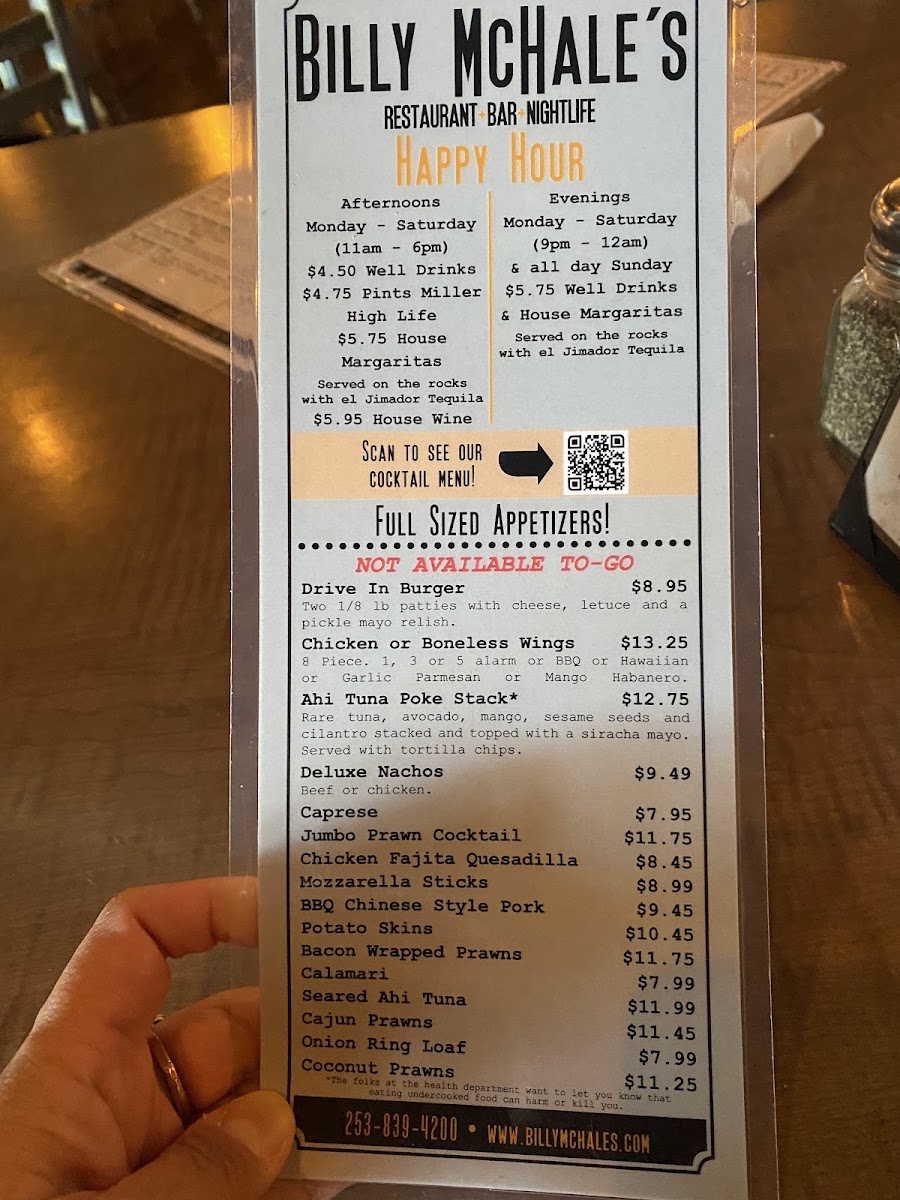 BILLY McHALE'S
RESTAURANT+BAR+NIGHTLIFE
HAPPY HOUR
Afternoons
Monday - Saturday
(11am - 6pm)
$4.50 Well Drinks
$4.75 Pints Miller
High Life
$5.75 House
Margaritas
Served on the rocks
with el Jimador Tequila
$5.95 House Wine
Evenings
Monday - Saturday
(9pm - 12am)
& all day Sunday
$5.75 Well Drinks
& House Margaritas
Served on the rocks
with el Jimador Tequila
SCAN TO SEE OUR
COCKTAIL MENU!
FULL SIZED APPETIZERS!
NOT AVAILABLE TO-GO
Drive In Burger $8.95
Two 1/8 lb patties with cheese, letuce and a
pickle mayo relish.
Chicken or Boneless Wings $13.25
8 Piece. 1, 3 or 5 alarm or BBQ or Hawaiian
or Garlic Parmesan or Mango Habanero.
Ahi Tuna Poke Stack* $12.75
Rare tuna, avocado, mango, sesame seeds and
cilantro stacked and topped with a siracha mayo.
Served with tortilla chips.
Deluxe Nachos $9.49
Beef or chicken.
Caprese $7.95
Jumbo Prawn Cocktail $11.75
Chicken Fajita Quesadilla $8.45
Mozzarella Sticks $8.99
BBQ Chinese Style Pork $9.45
Potato Skins $10.45
Bacon Wrapped Prawns $11.75
Calamari $7.99
Seared Ahi Tuna $11.99
Cajun Prawns $11.45
Onion Ring Loaf $7.99
Coconut Prawns $11.25
*The folks at the health department want to let you know that
eating undercooked food can harm or kill you.
253-839-4200 • WWW.BILLYMCHALES.COM